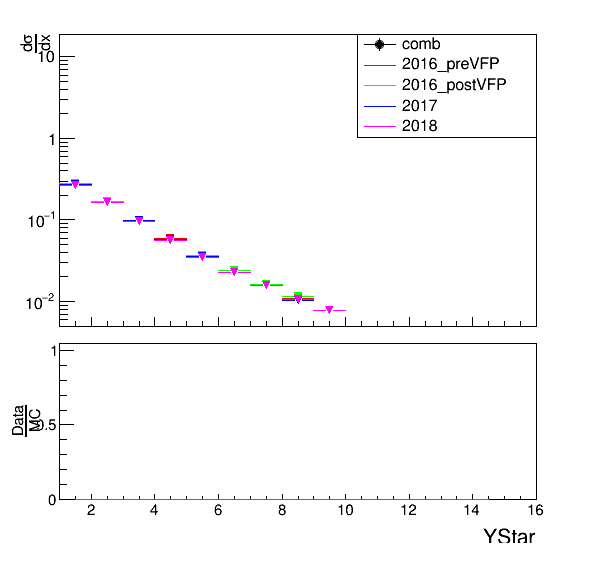 dσ
dx
10
1
10⁻¹
10⁻²
comb
2016_preVFP
2016_postVFP
2017
2018
Data
MC
1
0.5
0
2 4 6 8 10 12 14 16
YStar